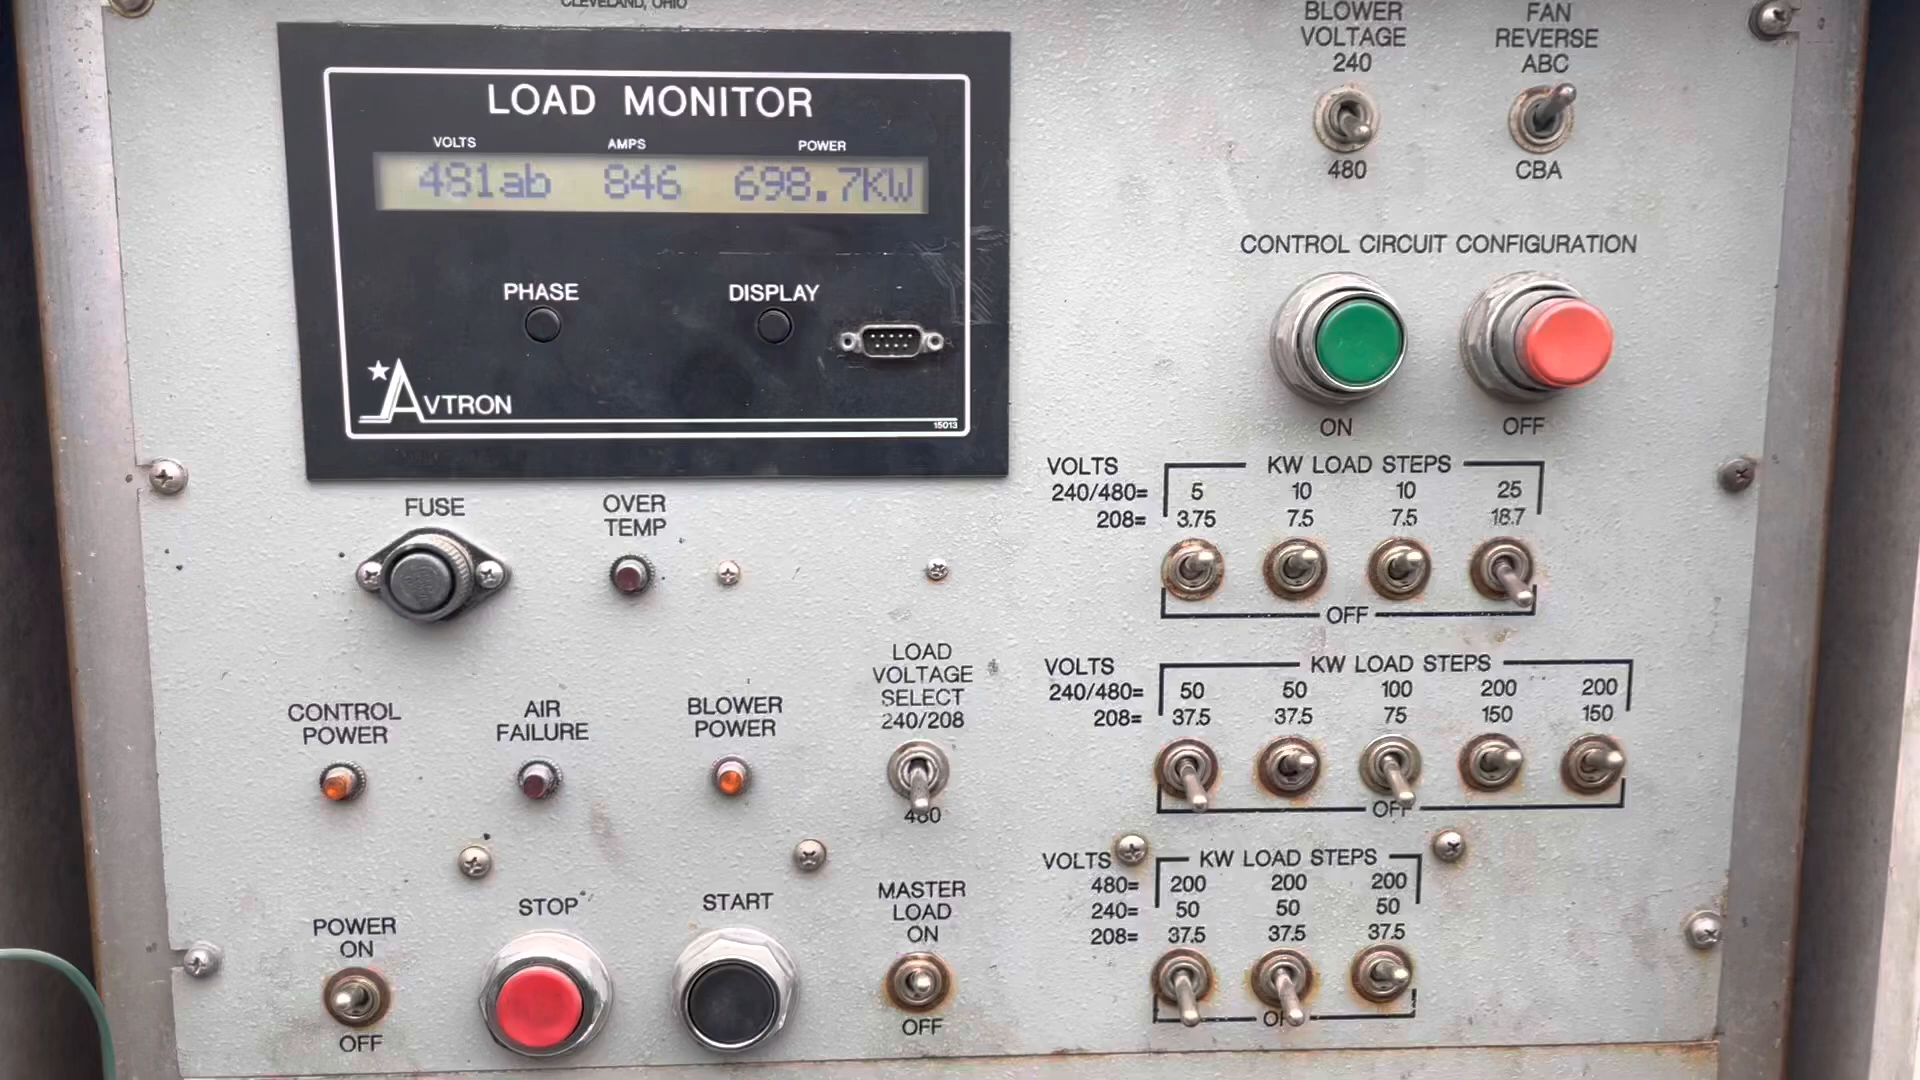 CLEVELAND, OHIO
LOAD MONITOR
VOLTS AMPS POWER
481ab 846 698.7KW
PHASE DISPLAY
AVTRON
15013
BLOWER VOLTAGE 240
480
FAN REVERSE ABC
CBA
CONTROL CIRCUIT CONFIGURATION
ON OFF
FUSE
OVER TEMP
VOLTS KW LOAD STEPS
240/480= 5 10 10 25
208= 3.75 7.5 7.5 18.7
OFF
CONTROL POWER
AIR FAILURE
BLOWER POWER
LOAD VOLTAGE SELECT 240/208
480
VOLTS KW LOAD STEPS
240/480= 50 50 100 200 200
208= 37.5 37.5 75 150 150
OFF
POWER ON
OFF
STOP
START
MASTER LOAD ON
OFF
VOLTS KW LOAD STEPS
480= 200 200 200
240= 50 50 50
208= 37.5 37.5 37.5
OFF